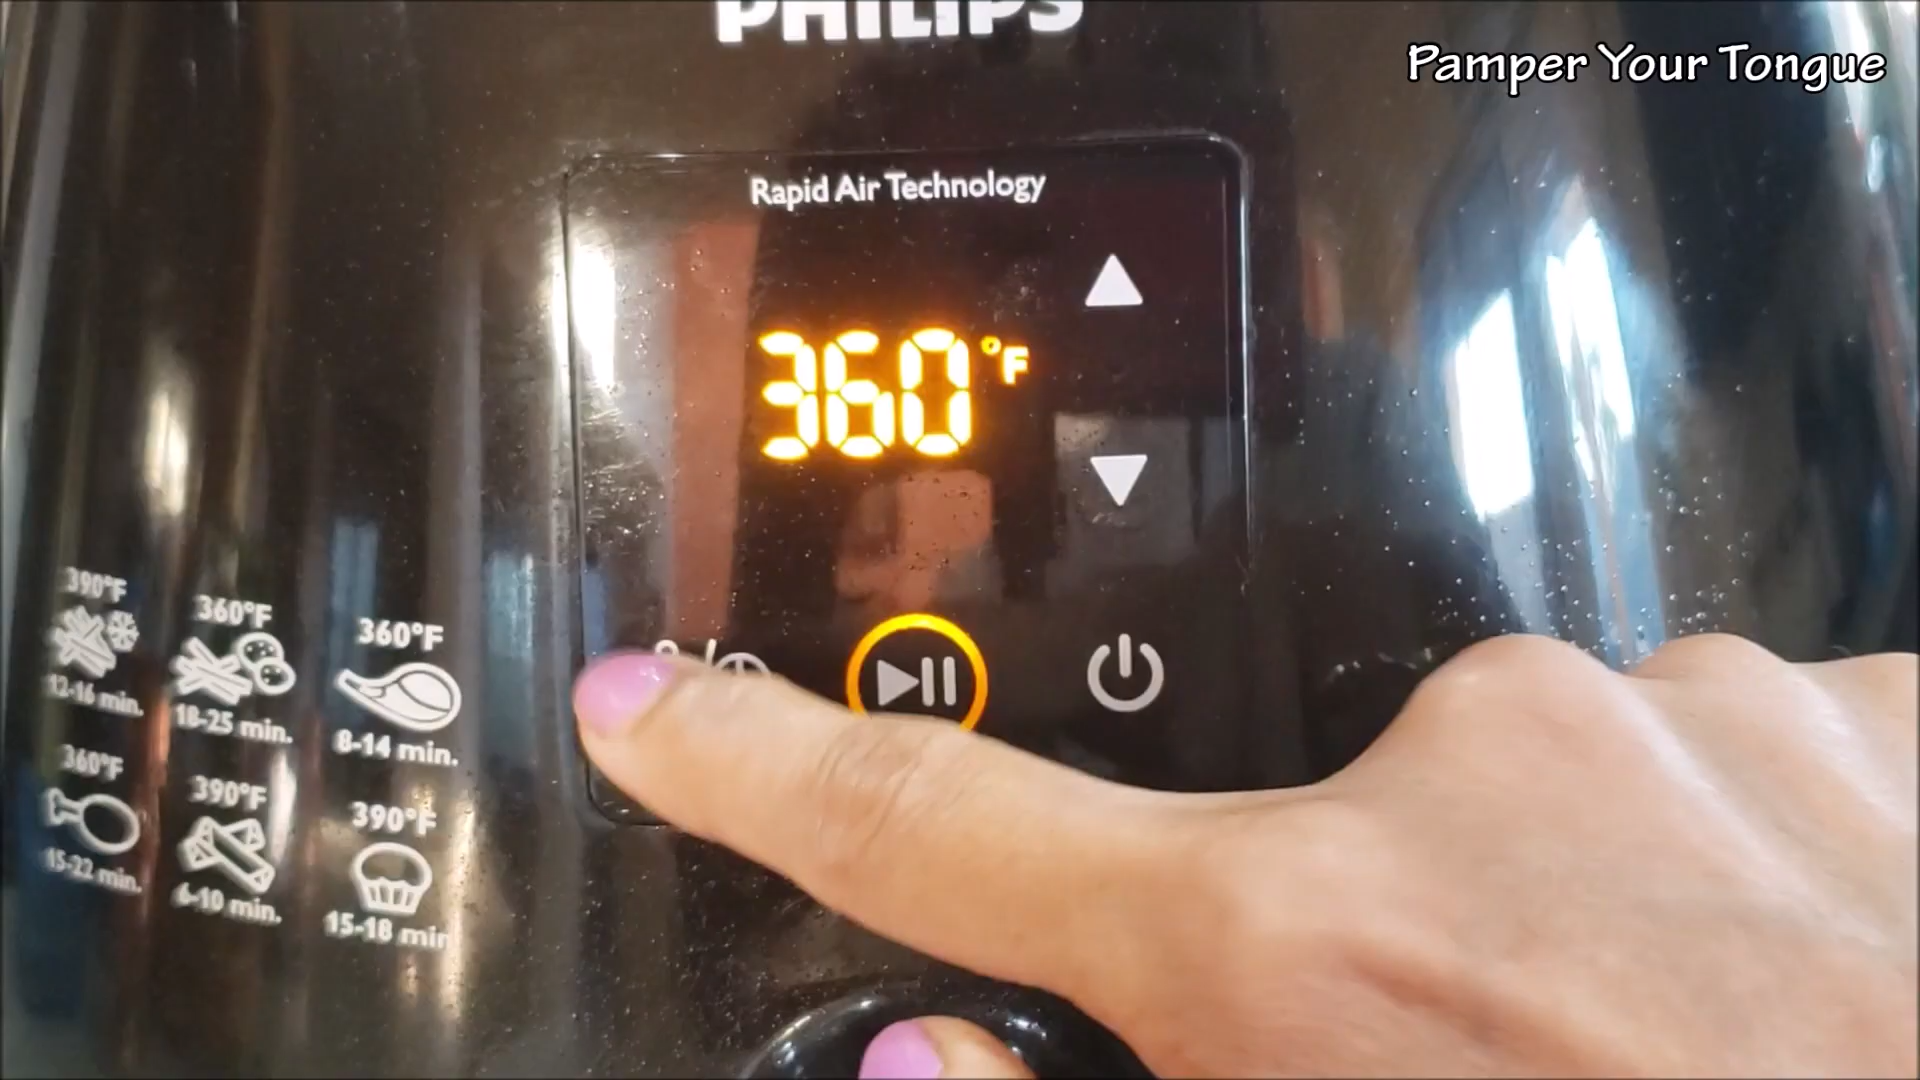 PHILIPS
Pamper Your Tongue
Rapid Air Technology
360°F
390°F
12-16 min.
360°F
18-25 min.
360°F
8-14 min.
360°F
15-22 min.
390°F
6-10 min.
390°F
15-18 min